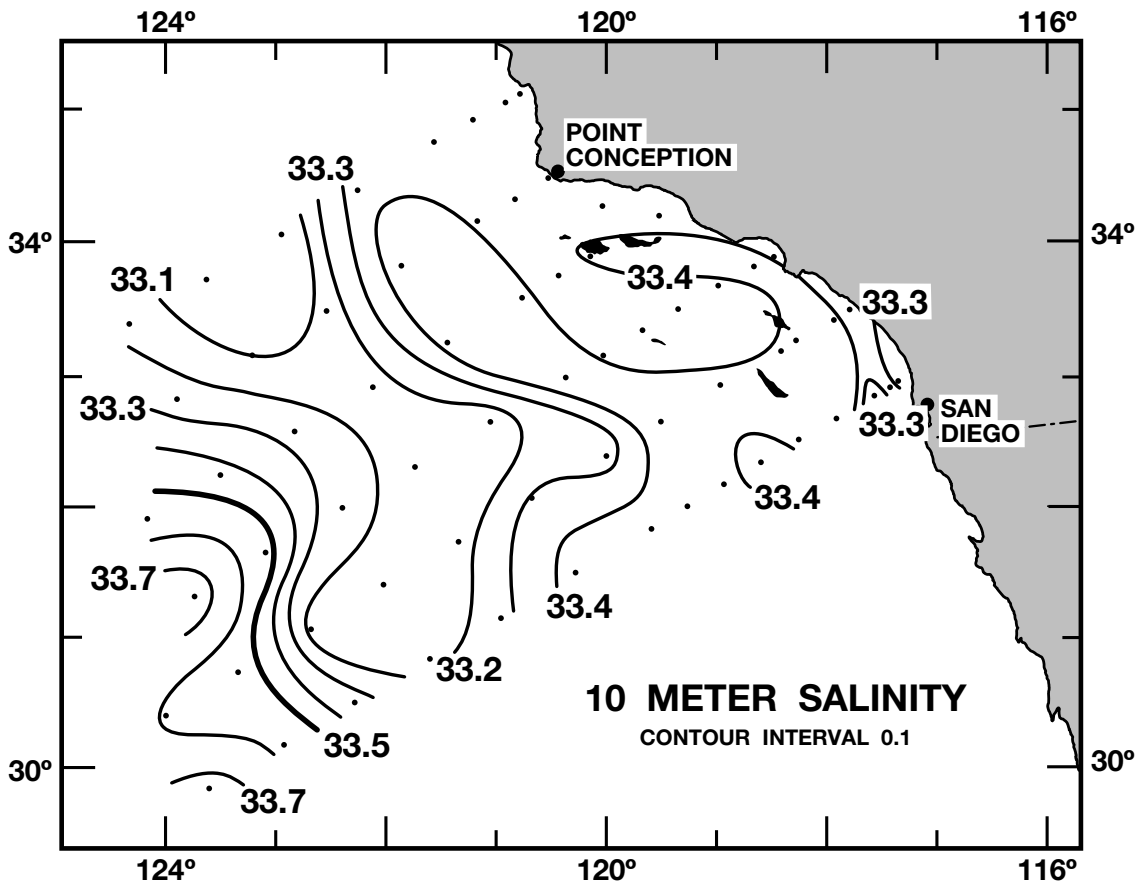 124º 120º 116º
POINT
CONCEPTION
33.3
34º 34º
33.1 33.4
33.3
33.3
33.3 SAN
DIEGO
33.4
33.7
33.4
33.2
10 METER SALINITY
CONTOUR INTERVAL 0.1
33.5
30º 30º
33.7
124º 120º 116º